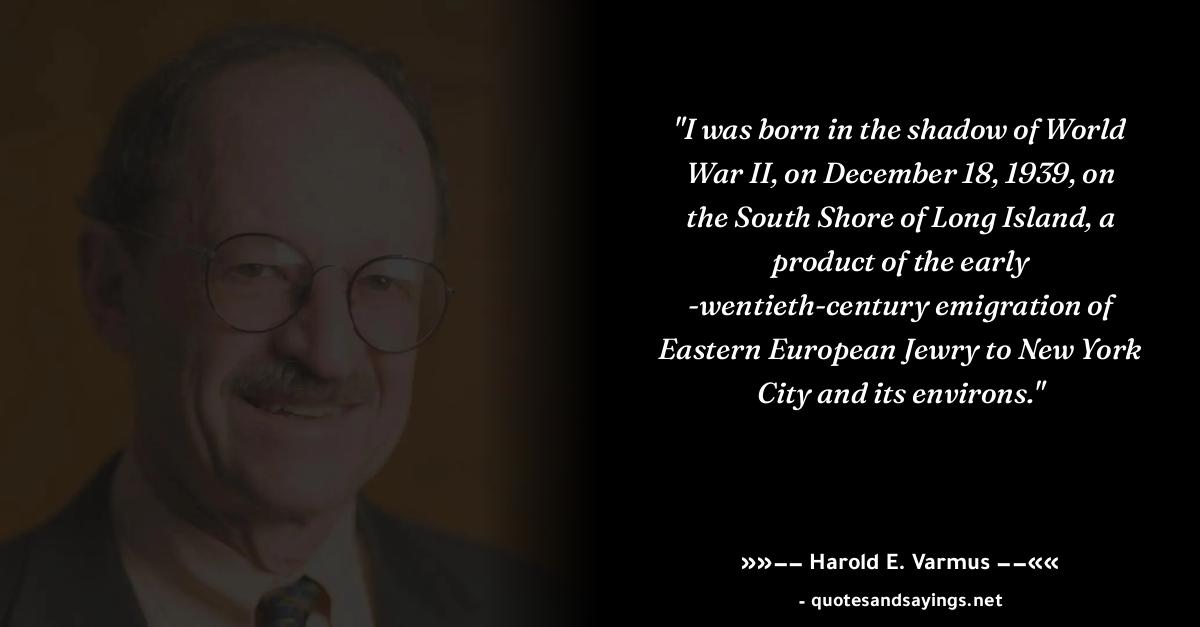 "I was born in the shadow of World
War II, on December 18, 1939, on
the South Shore of Long Island, a
product of the early
-wentieth-century emigration of
Eastern European Jewry to New York
City and its environs."
»»−− Harold E. Varmus −−««
- quotesandsayings.net